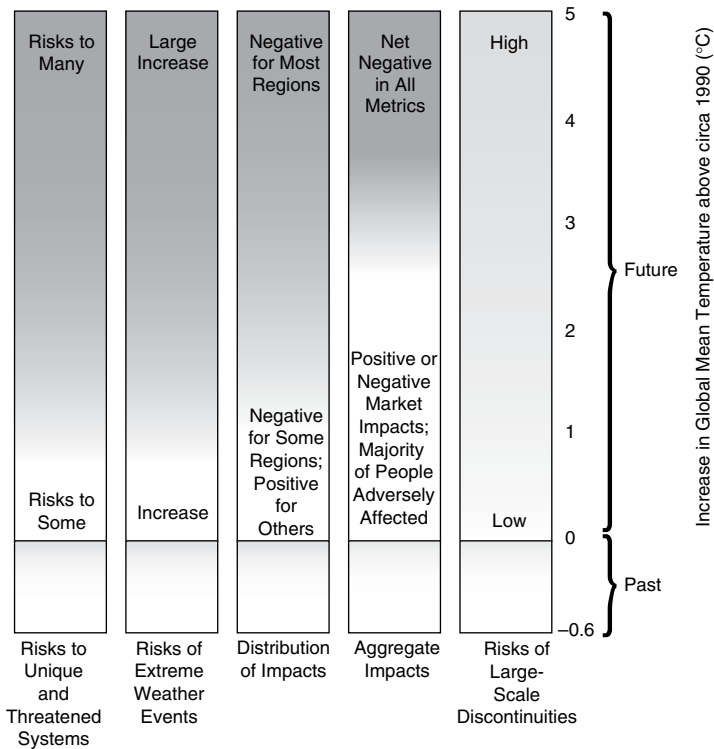 Risks to
Many
Large
Increase
Negative
for Most
Regions
Net
Negative
in All
Metrics
High
Risks to
Some
Increase
Negative
for Some
Regions;
Positive
for
Others
Positive or
Negative
Market
Impacts;
Majority
of People
Adversely
Affected
Low
5
4
3
2
1
0
–0.6
Future
Past
Increase in Global Mean Temperature above circa 1990 (°C)
Risks to
Unique
and
Threatened
Systems
Risks of
Extreme
Weather
Events
Distribution
of Impacts
Aggregate
Impacts
Risks of
Large-
Scale
Discontinuities